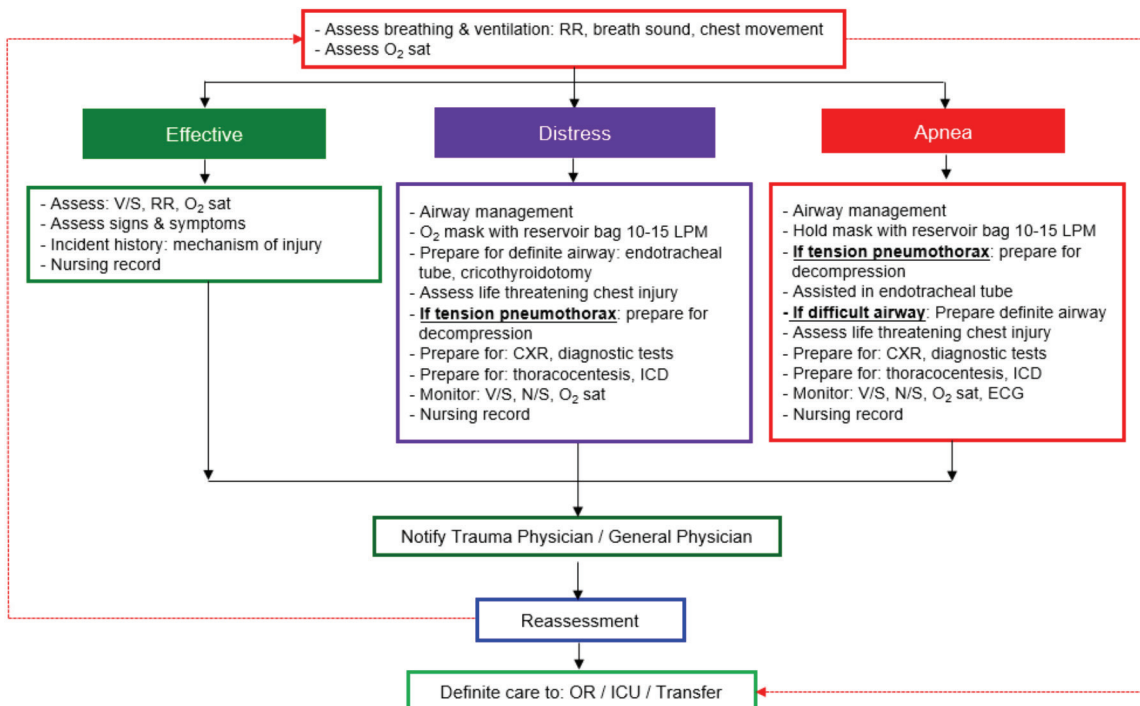 - Assess breathing & ventilation: RR, breath sound, chest movement
- Assess O₂ sat
Effective
Distress
Apnea
- Assess: V/S, RR, O₂ sat
- Assess signs & symptoms
- Incident history: mechanism of injury
- Nursing record
- Airway management
- O₂ mask with reservoir bag 10-15 LPM
- Prepare for definite airway: endotracheal
tube, cricothyroidotomy
- Assess life threatening chest injury
- If tension pneumothorax: prepare for
decompression
- Prepare for: CXR, diagnostic tests
- Prepare for: thoracocentesis, ICD
- Monitor: V/S, N/S, O₂ sat
- Nursing record
- Airway management
- Hold mask with reservoir bag 10-15 LPM
- If tension pneumothorax: prepare for
decompression
- Assisted in endotracheal tube
- If difficult airway: Prepare definite airway
- Assess life threatening chest injury
- Prepare for: CXR, diagnostic tests
- Prepare for: thoracocentesis, ICD
- Monitor: V/S, N/S, O₂ sat, ECG
- Nursing record
Notify Trauma Physician / General Physician
Reassessment
Definite care to: OR / ICU / Transfer